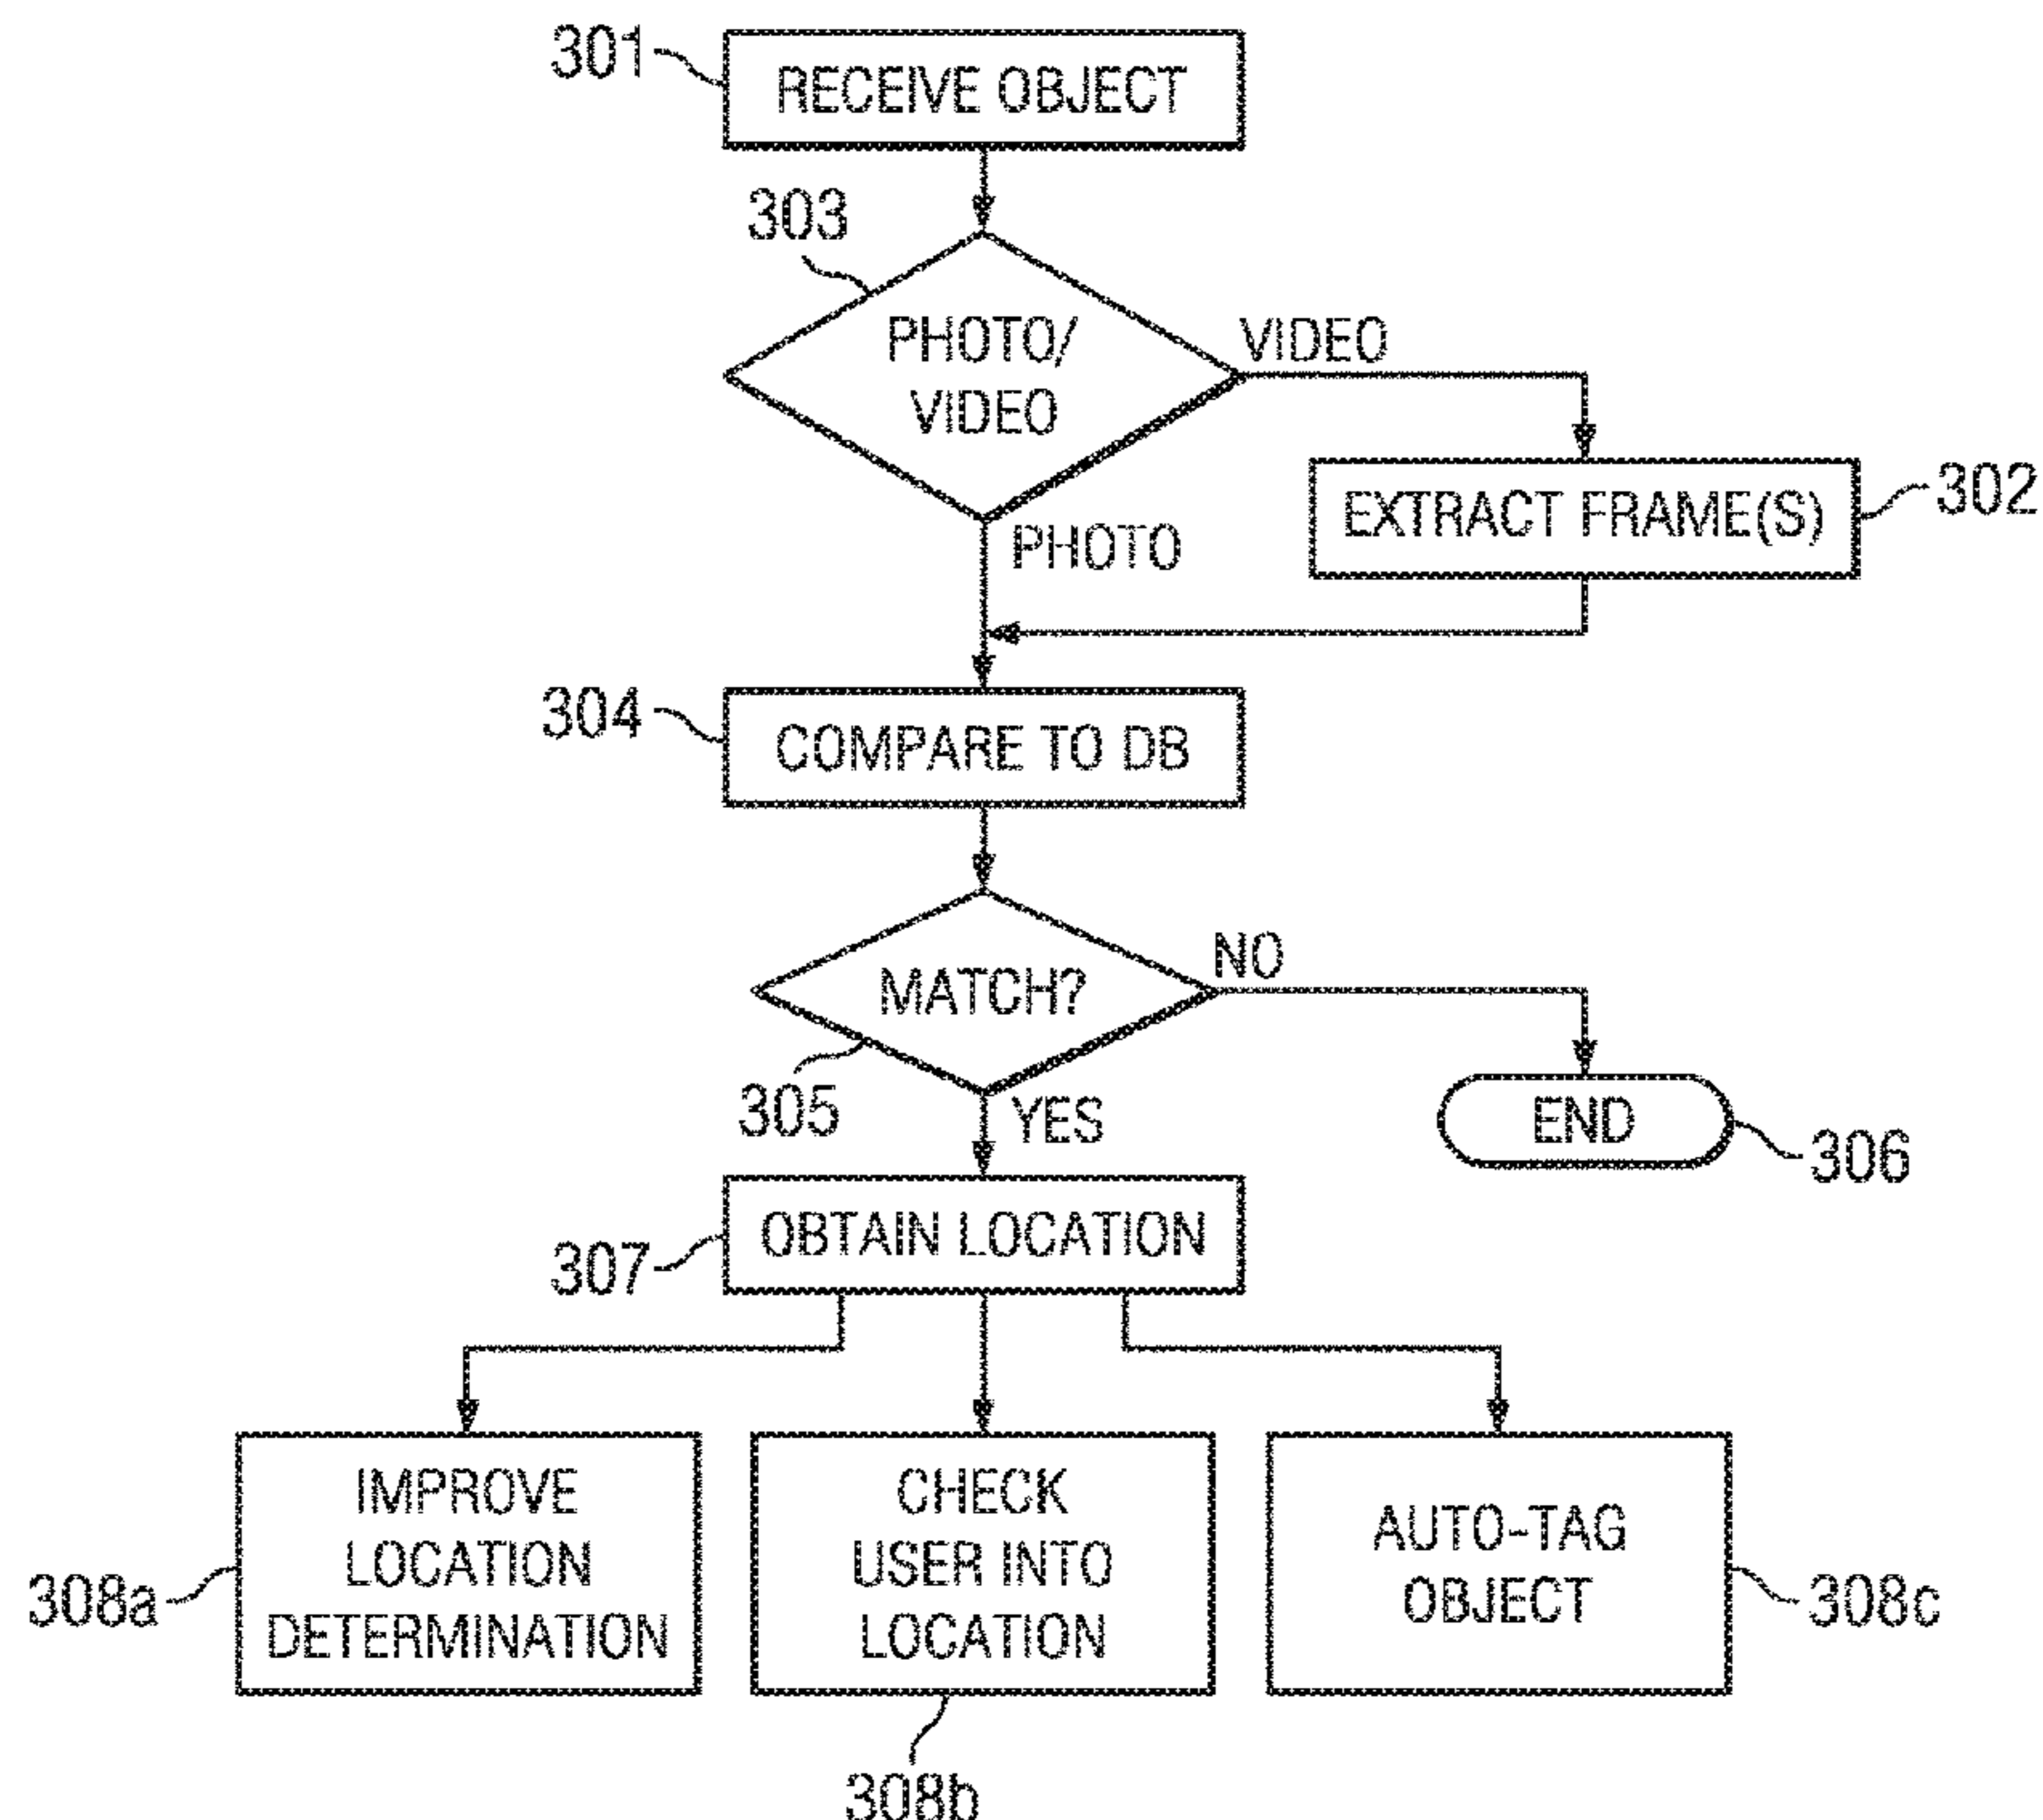 301
RECEIVE OBJECT
303
PHOTO/
VIDEO
VIDEO
EXTRACT FRAME(S)
302
PHOTO
304
COMPARE TO DB
MATCH?
NO
305
YES
END
306
307
OBTAIN LOCATION
308a
IMPROVE
LOCATION
DETERMINATION
CHECK
USER INTO
LOCATION
308b
AUTO-TAG
OBJECT
308c